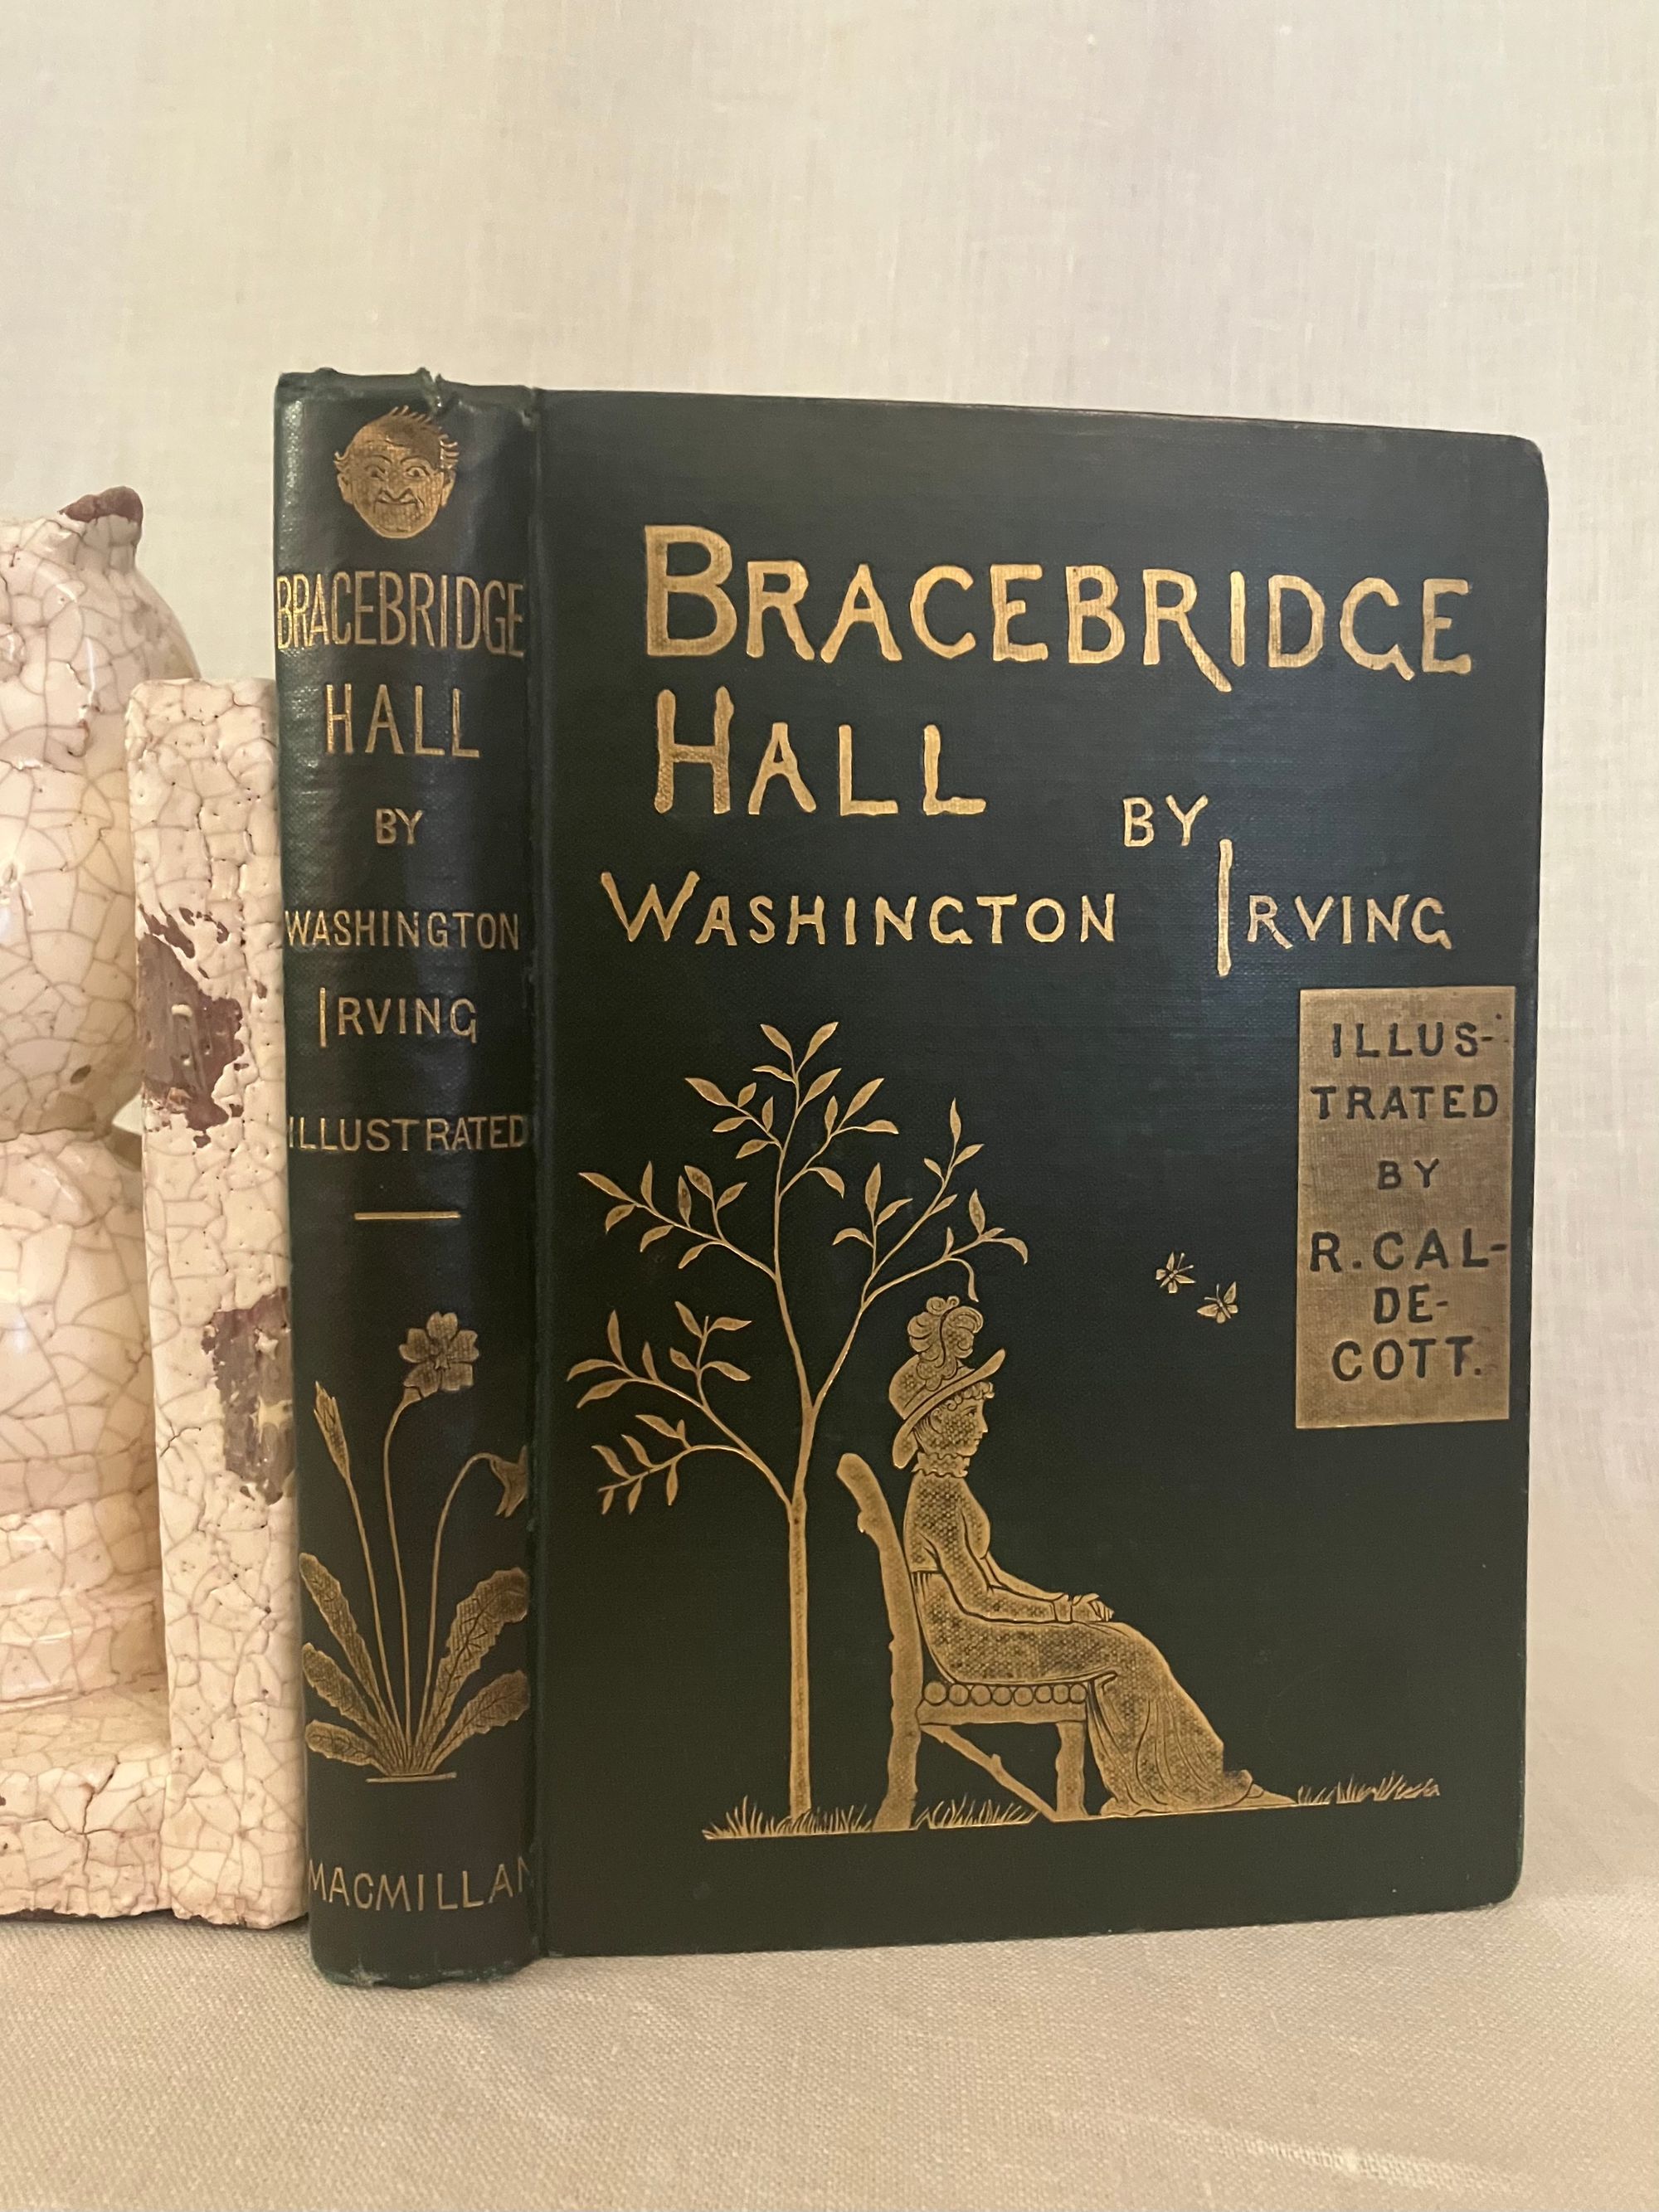 BRACEBRIDGE
HALL
BY
WASHINGTON
IRVING
ILLUSTRATED
MACMILLAN
BRACEBRIDGE
HALL BY
WASHINGTON IRVING
ILLUS-
TRATED
BY
R. CAL-
DE-
COTT.